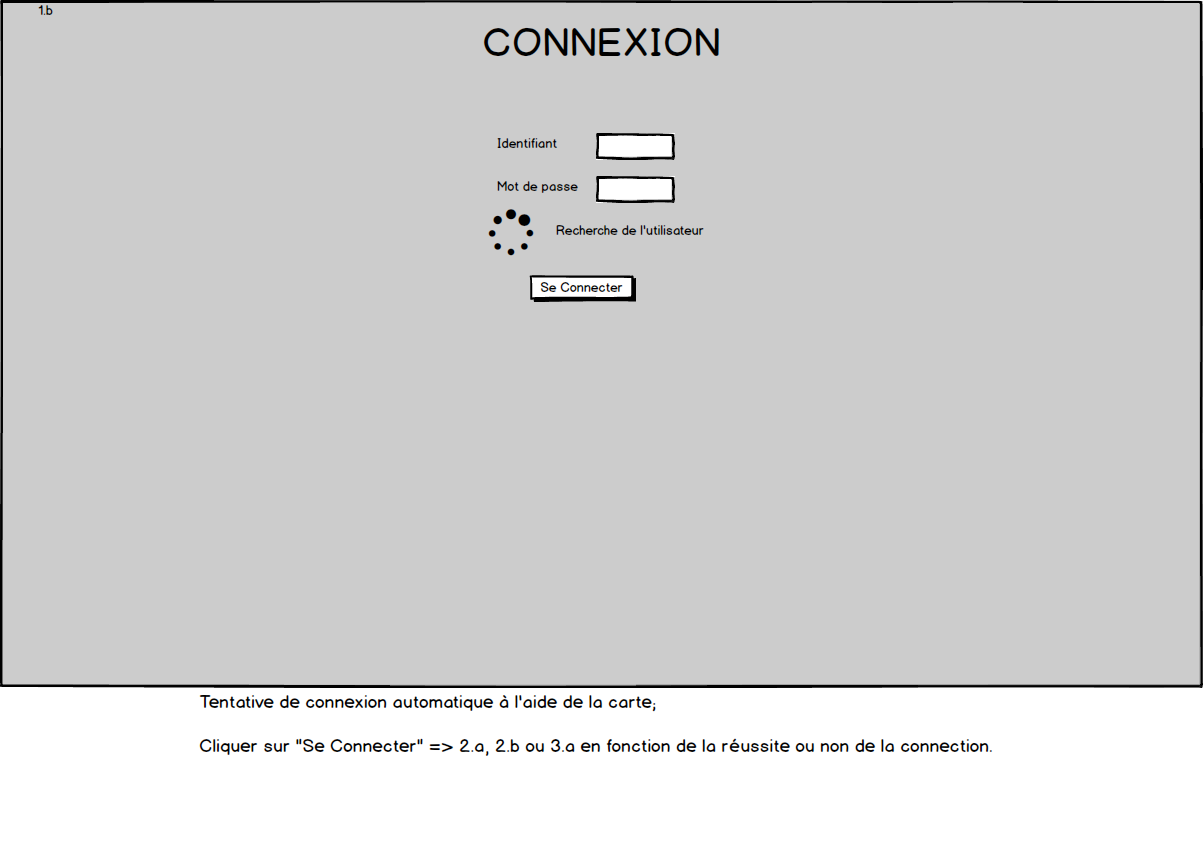 1.b
CONNEXION
Identifiant
Mot de passe
Recherche de l'utilisateur
Se Connecter
Tentative de connexion automatique à l'aide de la carte;
Cliquer sur "Se Connecter" => 2.a, 2.b ou 3.a en fonction de la réussite ou non de la connection.